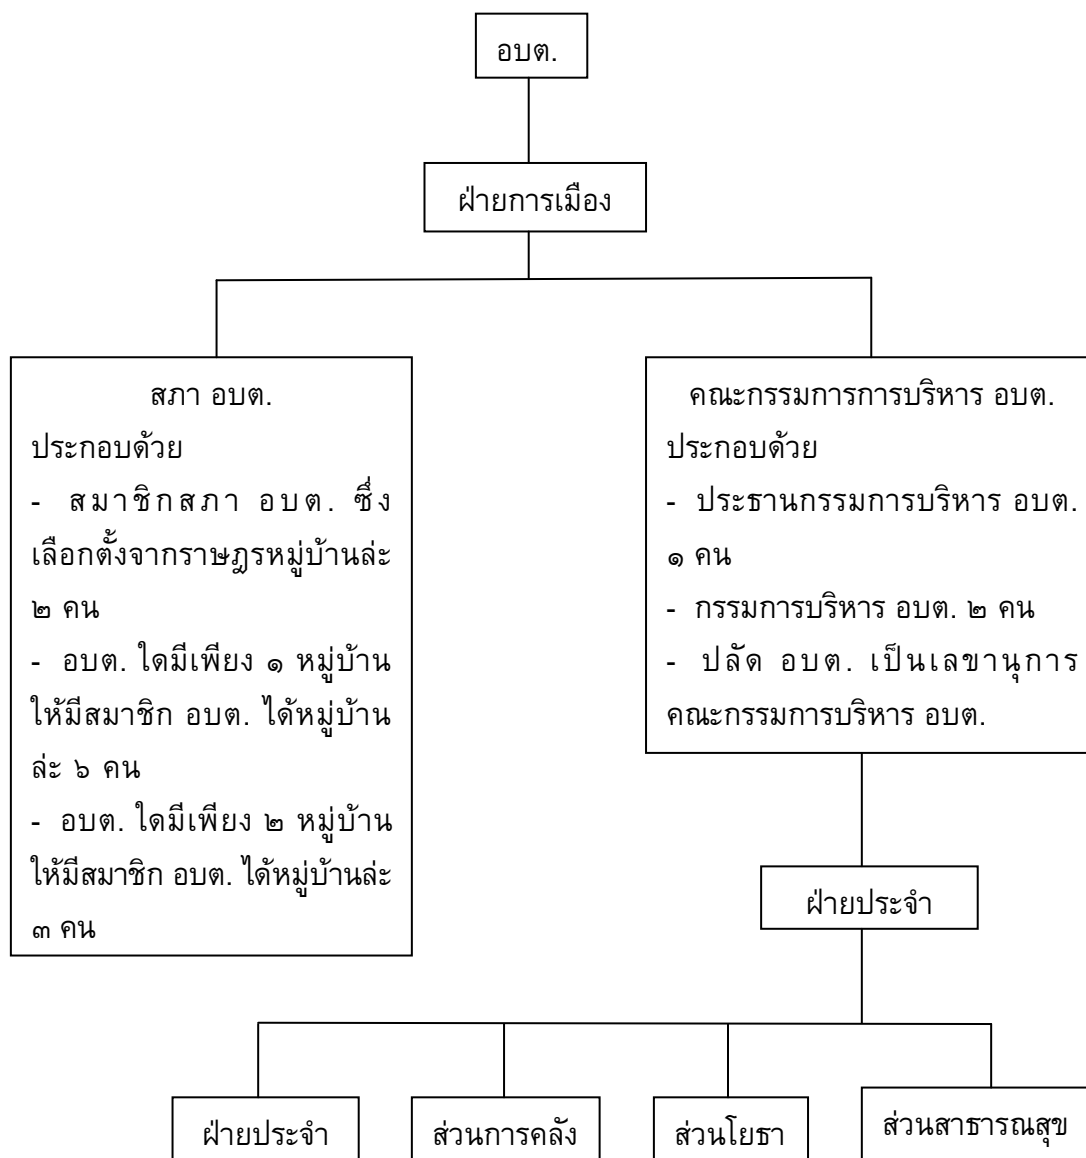 อบต.
ฝ่ายการเมือง
สภา อบต.
ประกอบด้วย
- สมาชิกสภา อบต. ซึ่ง
เลือกตั้งจากราษฎรหมู่บ้านล่ะ
๒ คน
- อบต. ใดมีเพียง ๑ หมู่บ้าน
ให้มีสมาชิก อบต. ได้หมู่บ้าน
ล่ะ ๖ คน
- อบต. ใดมีเพียง ๒ หมู่บ้าน
ให้มีสมาชิก อบต. ได้หมู่บ้านล่ะ
๓ คน
คณะกรรมการการบริหาร อบต.
ประกอบด้วย
- ประธานกรรมการบริหาร อบต.
๑ คน
- กรรมการบริหาร อบต. ๒ คน
- ปลัด อบต. เป็นเลขานุการ
คณะกรรมการบริหาร อบต.
ฝ่ายประจำ
ฝ่ายประจำ
ส่วนการคลัง
ส่วนโยธา
ส่วนสาธารณสุข